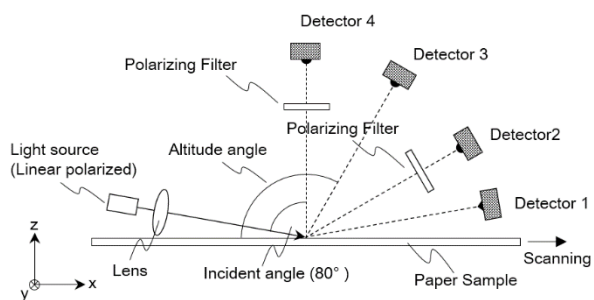 Detector 4
Detector 3
Polarizing Filter
Polarizing Filter
Detector2
Light source
(Linear polarized)
Altitude angle
Detector 1
z
x
y
Lens
Incident angle (80° )
Paper Sample
Scanning